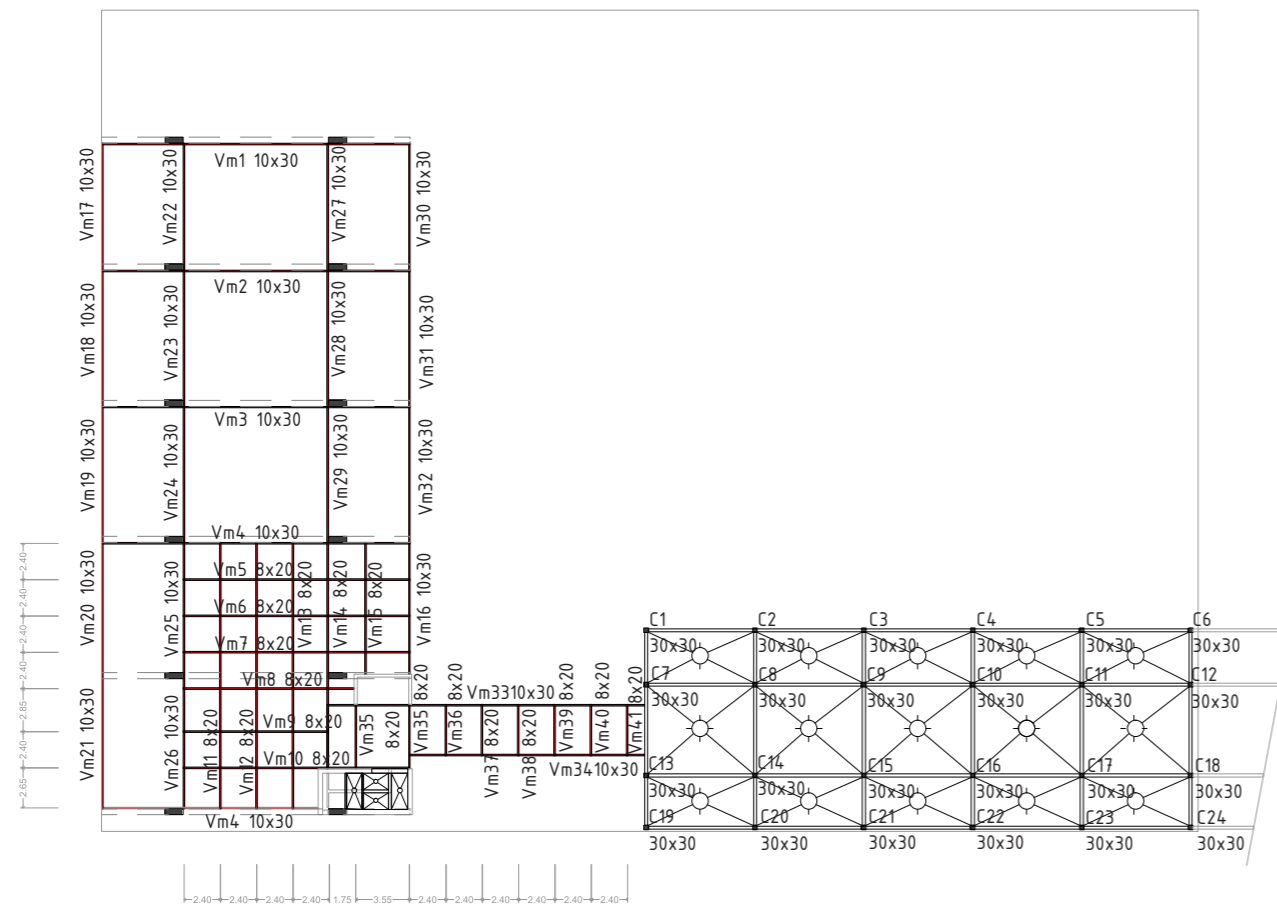 Vm1 10x30
Vm17 10x30
Vm22 10x30
Vm27 10x30
Vm30 10x30
Vm2 10x30
Vm18 10x30
Vm23 10x30
Vm28 10x30
Vm31 10x30
Vm3 10x30
Vm19 10x30
Vm24 10x30
Vm29 10x30
Vm32 10x30
Vm4 10x30
Vm5 8x20
Vm6 8x20
Vm7 8x20
Vm20 10x30
Vm25 10x30
Vm13 8x20
Vm14 8x20
Vm15 8x20
Vm16 10x30
Vm8 8x20
Vm9 8x20
Vm10 8x20
Vm21 10x30
Vm26 10x30
Vm11 8x20
Vm12 8x20
Vm35 8x20
Vm4 10x30
Vm33 10x30
Vm35 8x20
Vm36 8x20
Vm37 8x20
Vm38 8x20
Vm39 8x20
Vm40 8x20
Vm41 8x20
Vm34 10x30
C1 C2 C3 C4 C5 C6
30x30 30x30 30x30 30x30 30x30 30x30
C7 C8 C9 C10 C11 C12
30x30 30x30 30x30 30x30 30x30 30x30
C13 C14 C15 C16 C17 C18
30x30 30x30 30x30 30x30 30x30 30x30
C19 C20 C21 C22 C23 C24
30x30 30x30 30x30 30x30 30x30 30x30
2.40
2.40
2.40
2.40
2.85
2.40
2.65
2.40 2.40 2.40 2.40 1.75 3.55 2.40 2.40 2.40 2.40 2.40 2.40